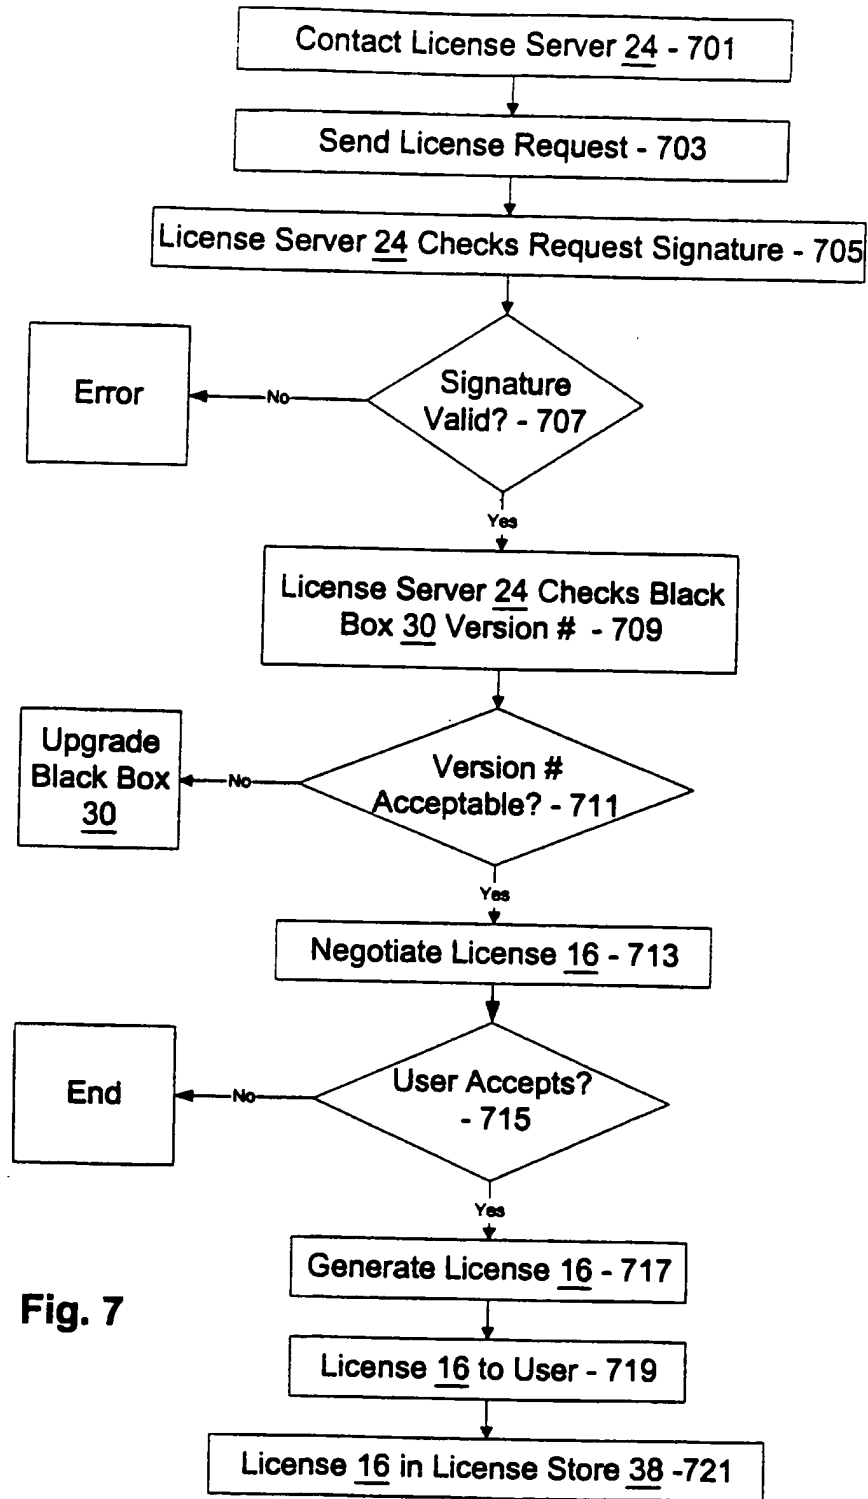 Contact License Server 24 - 701
Send License Request - 703
License Server 24 Checks Request Signature - 705
Error
No
Signature
Valid? - 707
Yes
License Server 24 Checks Black
Box 30 Version # - 709
Upgrade
Black Box
30
No
Version #
Acceptable? - 711
Yes
Negotiate License 16 - 713
End
No
User Accepts?
- 715
Yes
Generate License 16 - 717
Fig. 7
License 16 to User - 719
License 16 in License Store 38 -721